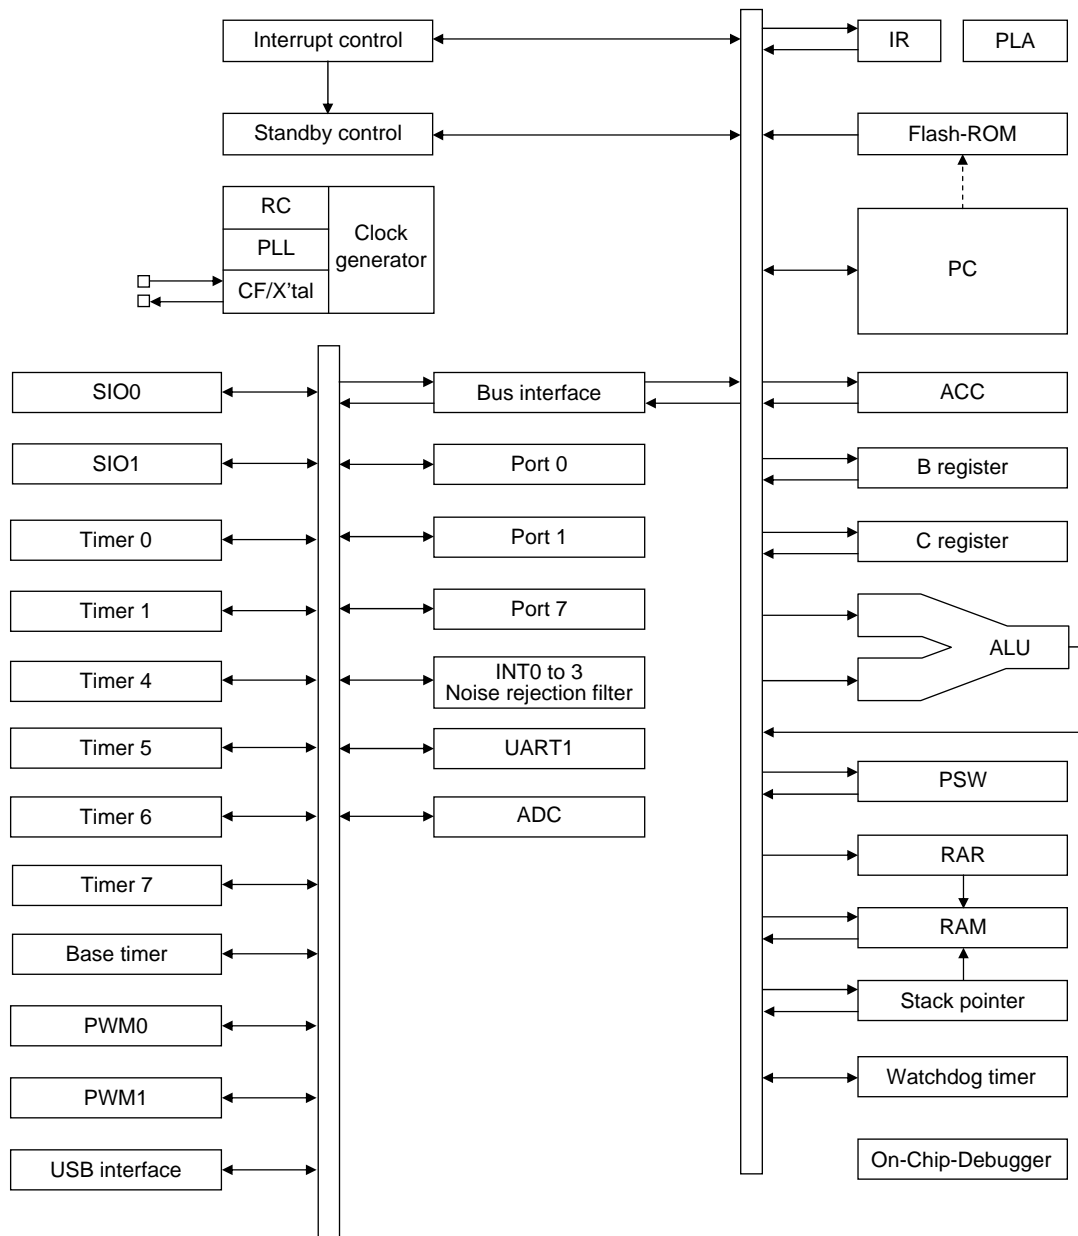 Interrupt control
IR
PLA
Standby control
Flash-ROM
RC
PLL
CF/X'tal
Clock
generator
PC
SIO0
Bus interface
ACC
SIO1
Port 0
B register
Timer 0
Port 1
C register
Timer 1
Port 7
ALU
Timer 4
INT0 to 3
Noise rejection filter
Timer 5
UART1
PSW
Timer 6
ADC
RAR
Timer 7
RAM
Base timer
Stack pointer
PWM0
Watchdog timer
PWM1
On-Chip-Debugger
USB interface